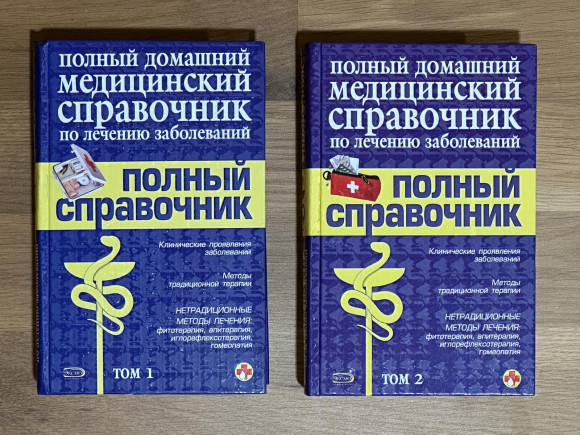 ПОЛНЫЙ ДОМАШНИЙ
МЕДИЦИНСКИЙ
СПРАВОЧНИК
ПО ЛЕЧЕНИЮ ЗАБОЛЕВАНИЙ
ПОЛНЫЙ
СПРАВОЧНИК
Клинические проявления
заболеваний
Методы
традиционной терапии
НЕТРАДИЦИОННЫЕ
МЕТОДЫ ЛЕЧЕНИЯ:
фитотерапия, апитерапия,
иглорефлексотерапия,
гомеопатия
ЭКСМО
ТОМ 1
ПОЛНЫЙ ДОМАШНИЙ
МЕДИЦИНСКИЙ
СПРАВОЧНИК
ПО ЛЕЧЕНИЮ ЗАБОЛЕВАНИЙ
ПОЛНЫЙ
СПРАВОЧНИК
Клинические проявления
заболеваний
Методы
традиционной терапии
НЕТРАДИЦИОННЫЕ
МЕТОДЫ ЛЕЧЕНИЯ:
фитотерапия, апитерапия,
иглорефлексотерапия,
гомеопатия
ЭКСМО
ТОМ 2